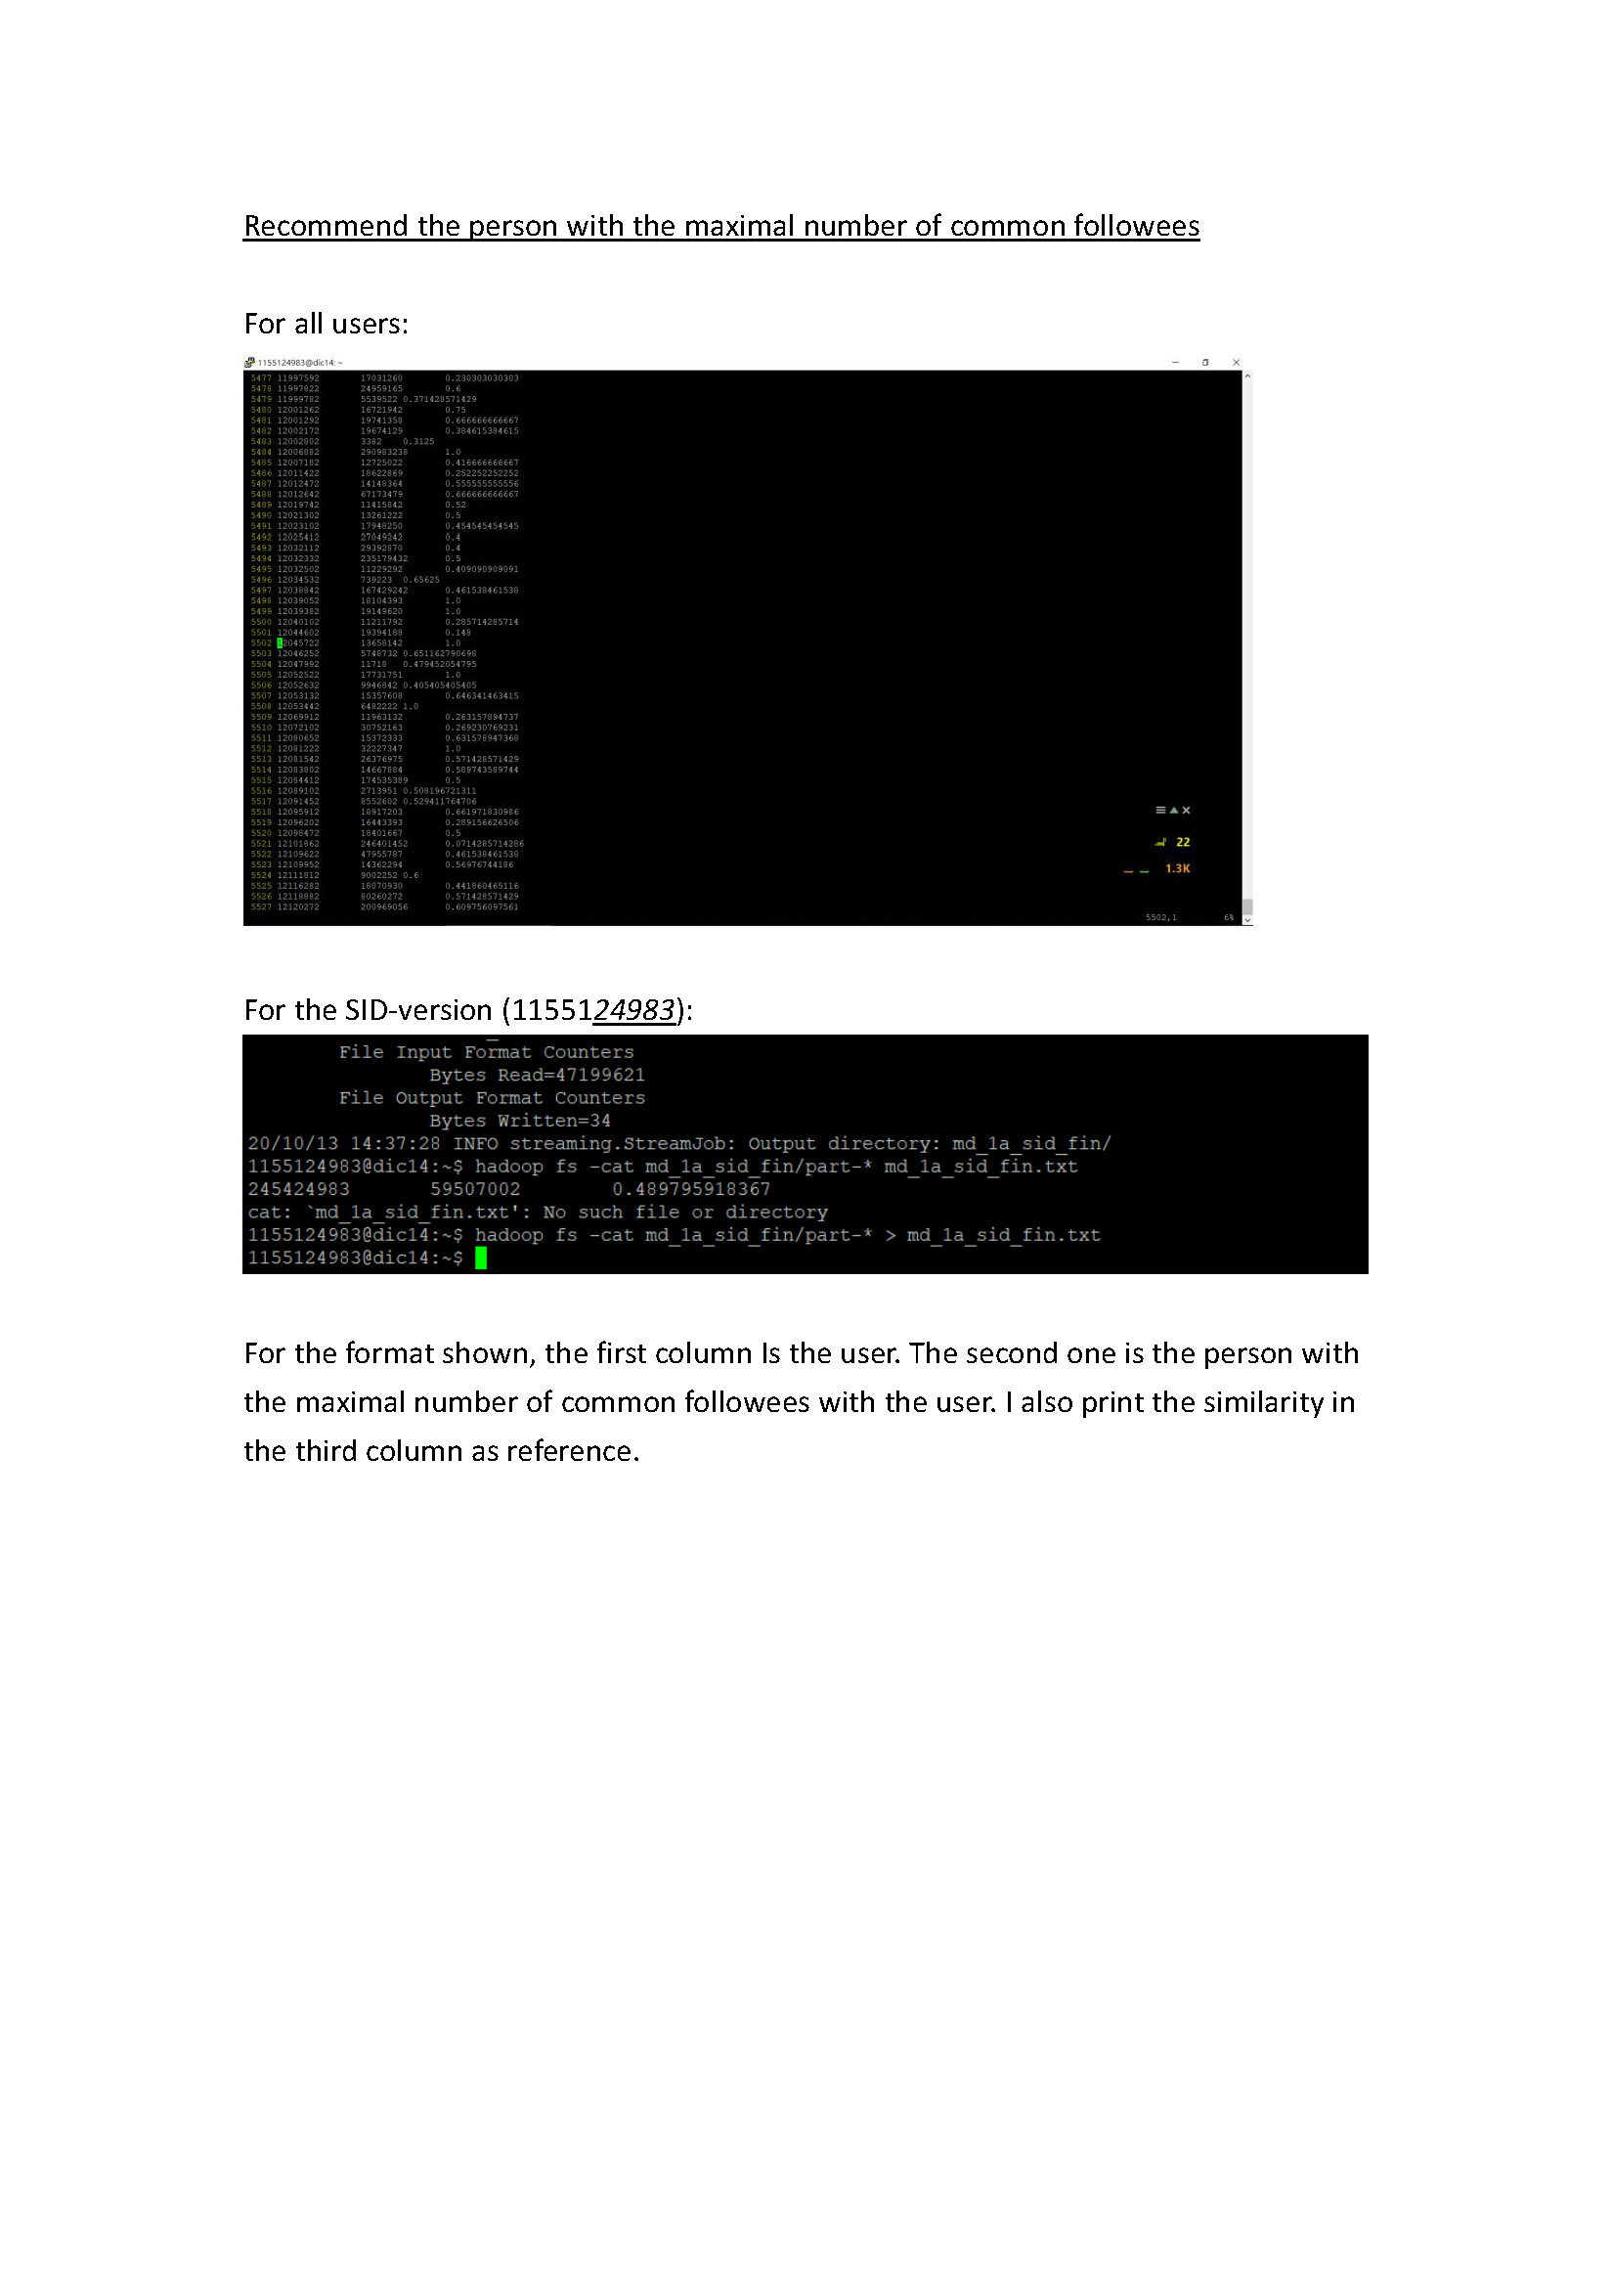 Recommend the person with the maximal number of common followees
For all users:
1155124983@dic14: ~
5477 11997592 17031260 0.230303030303
5478 11997822 24959165 0.6
5479 11999782 5539522 0.371428571429
5480 12001262 16721942 0.75
5481 12001292 19741358 0.666666666667
5482 12002172 19674129 0.384615384615
5483 12002802 3382 0.3125
5484 12006882 290983238 1.0
5485 12007182 12725022 0.416666666667
5486 12011422 18622869 0.252252252252
5487 12012472 14148364 0.555555555556
5488 12012642 67173479 0.666666666667
5489 12019742 11415842 0.52
5490 12021302 13261222 0.5
5491 12023102 17948250 0.454545454545
5492 12025412 27049242 0.4
5493 12032112 29392870 0.4
5494 12032332 235179432 0.5
5495 12032502 11229292 0.409090909091
5496 12034532 739223 0.65625
5497 12038842 167429242 0.461538461538
5498 12039052 18104393 1.0
5499 12039382 19149620 1.0
5500 12040102 11211792 0.285714285714
5501 12044602 19394188 0.148
5502 12045722 13658142 1.0
5503 12046252 5748732 0.651162790698
5504 12047992 11718 0.479452054795
5505 12052522 17731751 1.0
5506 12052632 9946842 0.405405405405
5507 12053132 15357608 0.646341463415
5508 12053442 6482222 1.0
5509 12069912 11963132 0.263157894737
5510 12072102 30752163 0.269230769231
5511 12080652 15372333 0.631578947368
5512 12081222 32227347 1.0
5513 12081542 26376975 0.571428571429
5514 12083802 14667884 0.589743589744
5515 12084412 174535389 0.5
5516 12089102 2713951 0.508196721311
5517 12091452 8552602 0.529411764706
5518 12095912 18917203 0.661971830986
5519 12096202 16443393 0.289156626506
5520 12098472 18401667 0.5
5521 12101862 246401452 0.0714285714286
5522 12109622 47955787 0.461538461538
5523 12109952 14362294 0.56976744186
5524 12111812 9002252 0.6
5525 12116282 18070930 0.441860465116
5526 12118882 80260272 0.571428571429
5527 12120272 200969056 0.609756097561
22
1.3K
5502,1 6%
For the SID-version (1155124983):
File Input Format Counters
Bytes Read=47199621
File Output Format Counters
Bytes Written=34
20/10/13 14:37:28 INFO streaming.StreamJob: Output directory: md_1a_sid_fin/
1155124983@dic14:~$ hadoop fs -cat md_1a_sid_fin/part-* md_1a_sid_fin.txt
245424983 59507002 0.489795918367
cat: `md_1a_sid_fin.txt': No such file or directory
1155124983@dic14:~$ hadoop fs -cat md_1a_sid_fin/part-* > md_1a_sid_fin.txt
1155124983@dic14:~$
For the format shown, the first column Is the user. The second one is the person with
the maximal number of common followees with the user. I also print the similarity in
the third column as reference.